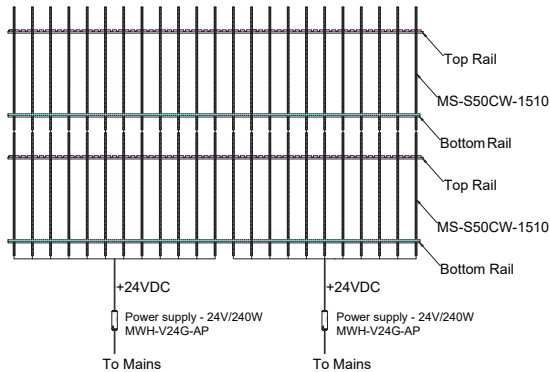 Top Rail
MS-S50CW-1510
Bottom Rail
Top Rail
MS-S50CW-1510
Bottom Rail
+24VDC
Power supply - 24V/240W
MWH-V24G-AP
To Mains
+24VDC
Power supply - 24V/240W
MWH-V24G-AP
To Mains